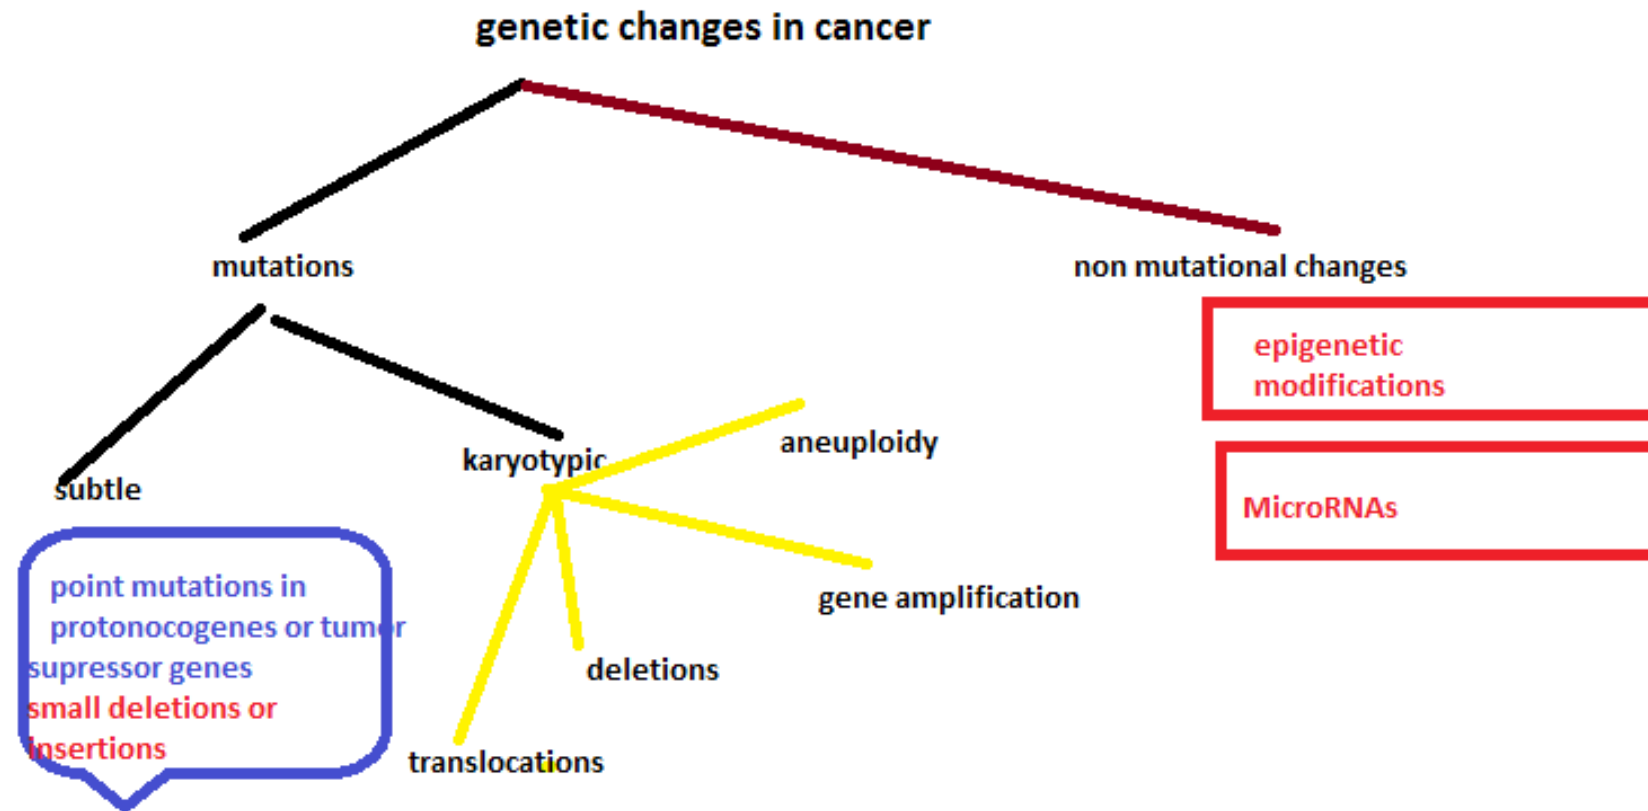 genetic changes in cancer
mutations
non mutational changes
epigenetic
modifications
aneuploidy
karyotypic
subtle
MicroRNAs
point mutations in
protonocogenes or tumor
supressor genes
small deletions or
Insertions
gene amplification
deletions
translocations